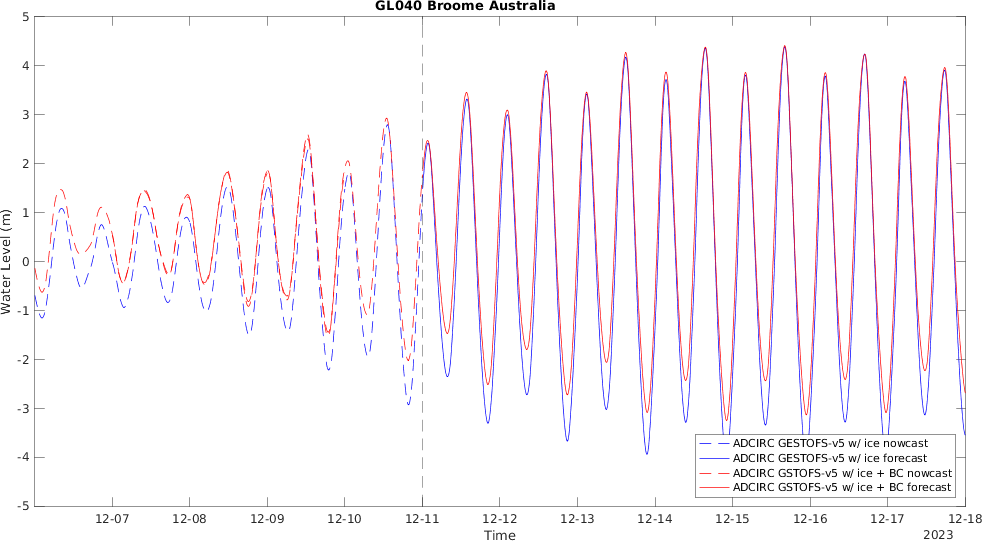 GL040 Broome Australia
5
4
3
2
1
0
-1
-2
-3
-4
-5
Water Level (m)
ADCIRC GESTOFS-v5 w/ ice nowcast
ADCIRC GESTOFS-v5 w/ ice forecast
ADCIRC GSTOFS-v5 w/ ice + BC nowcast
ADCIRC GSTOFS-v5 w/ ice + BC forecast
12-07 12-08 12-09 12-10 12-11 12-12 12-13 12-14 12-15 12-16 12-17 12-18
Time
2023